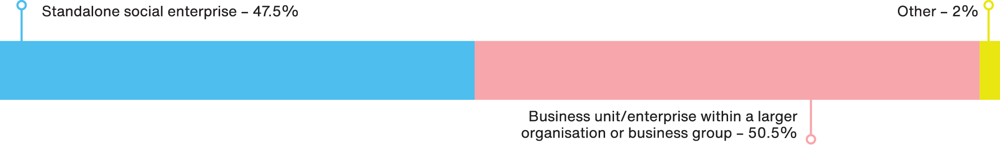 Standalone social enterprise – 47.5%
Other – 2%
Business unit/enterprise within a larger
organisation or business group – 50.5%